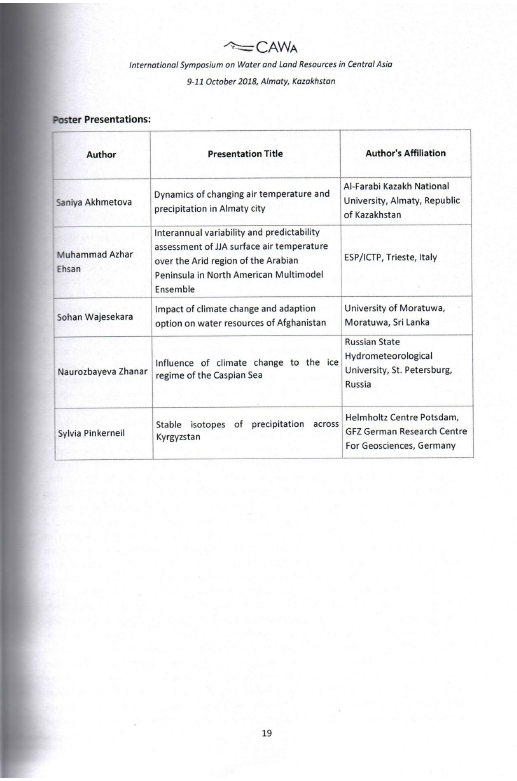 CAWA
International Symposium on Water and Land Resources in Central Asia
9-11 October 2018, Almaty, Kazakhstan
Poster Presentations:
Author
Presentation Title
Author's Affiliation
Saniya Akhmetova
Dynamics of changing air temperature and
precipitation in Almaty city
Al-Farabi Kazakh National
University, Almaty, Republic
of Kazakhstan
Muhammad Azhar
Ehsan
Interannual variability and predictability
assessment of JJA surface air temperature
over the Arid region of the Arabian
Peninsula in North American Multimodel
Ensemble
ESP/ICTP, Trieste, Italy
Sohan Wajesekara
Impact of climate change and adaption
option on water resources of Afghanistan
University of Moratuwa,
Moratuwa, Sri Lanka
Naurozbayeva Zhanar
Influence of climate change to the ice
regime of the Caspian Sea
Russian State
Hydrometeorological
University, St. Petersburg,
Russia
Sylvia Pinkerneil
Stable isotopes of precipitation across
Kyrgyzstan
Helmholtz Centre Potsdam,
GFZ German Research Centre
For Geosciences, Germany
19